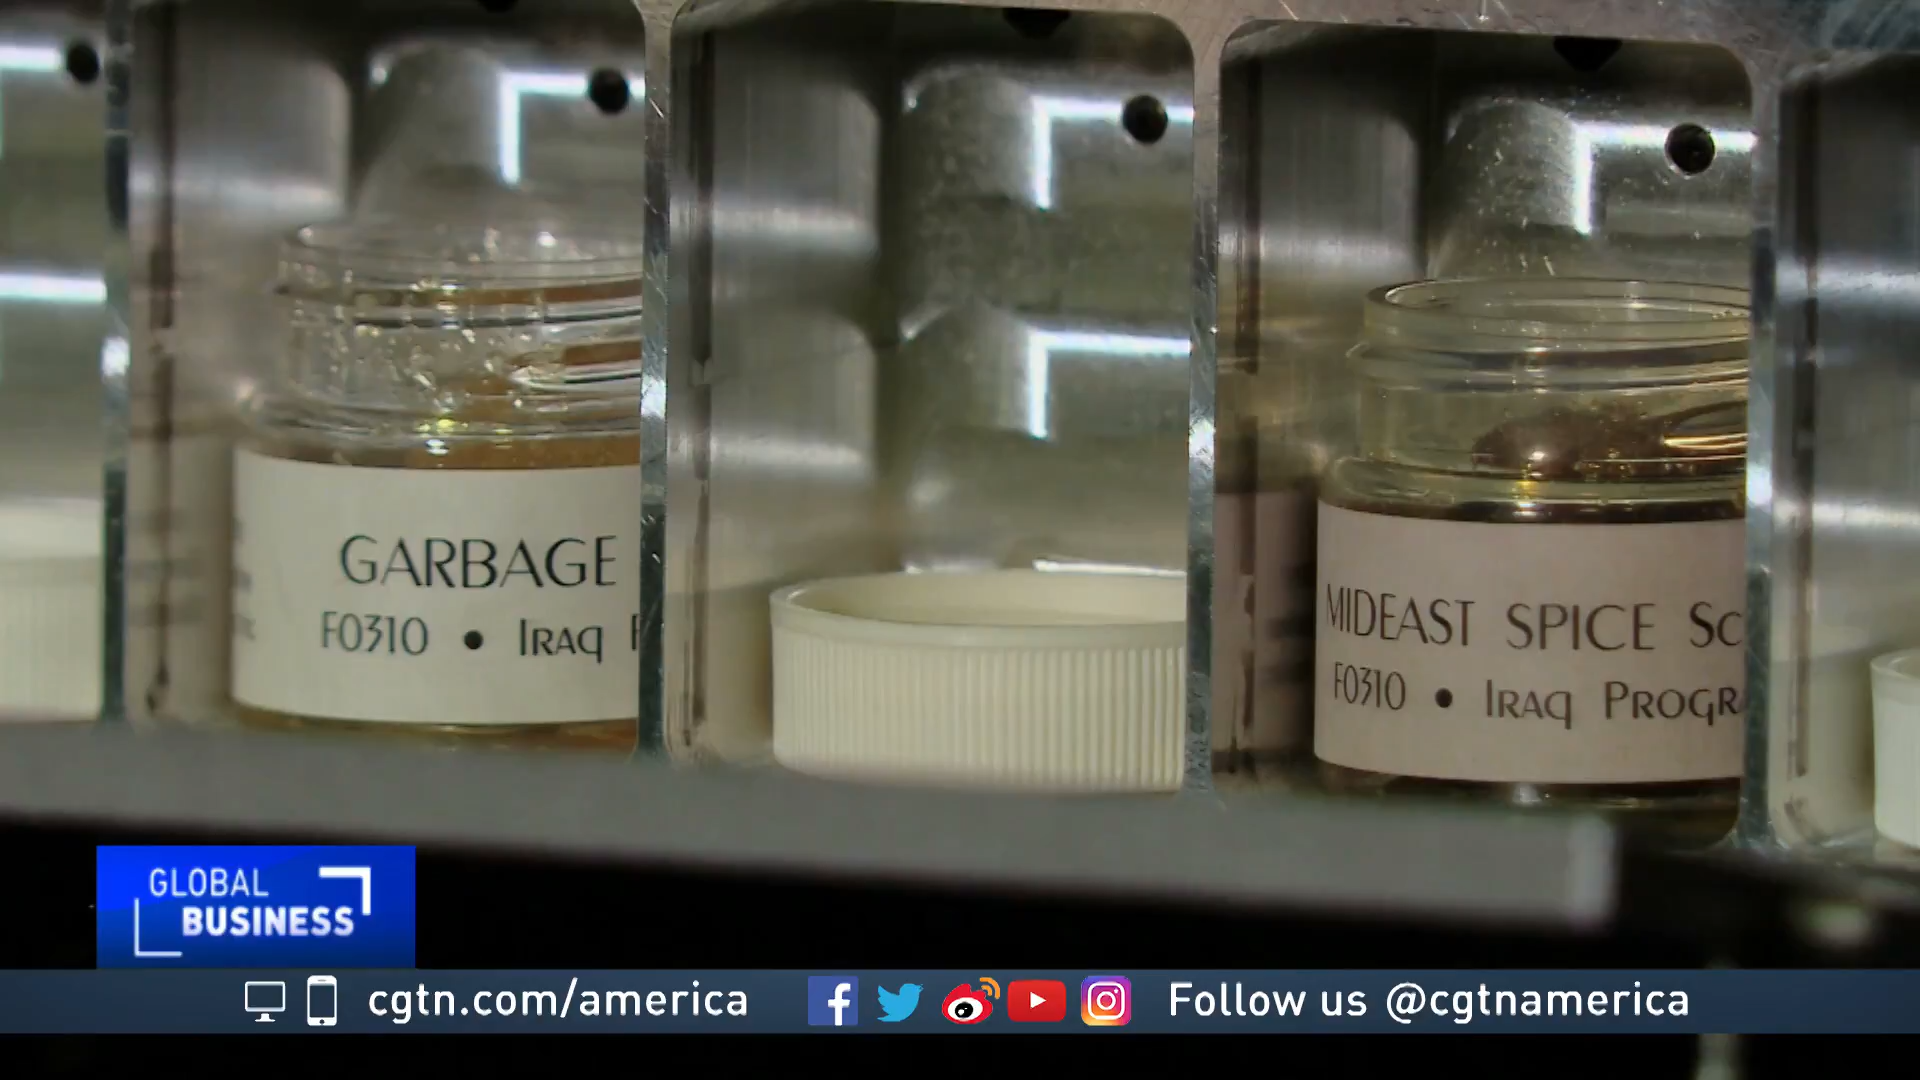 GARBAGE
F0310 • IRAQ
MIDEAST SPICE
F0310 • IRAQ
GLOBAL
BUSINESS
cgtn.com/america
Follow us @cgtnamerica